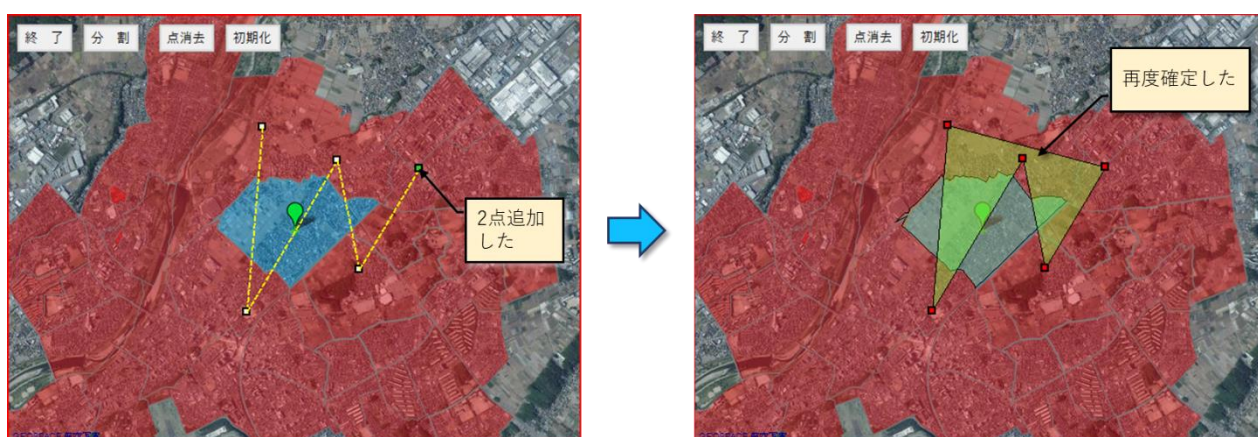 終 了 分 割 点消去 初期化
2点追加
した
終 了 分 割 点消去 初期化
再度確定した